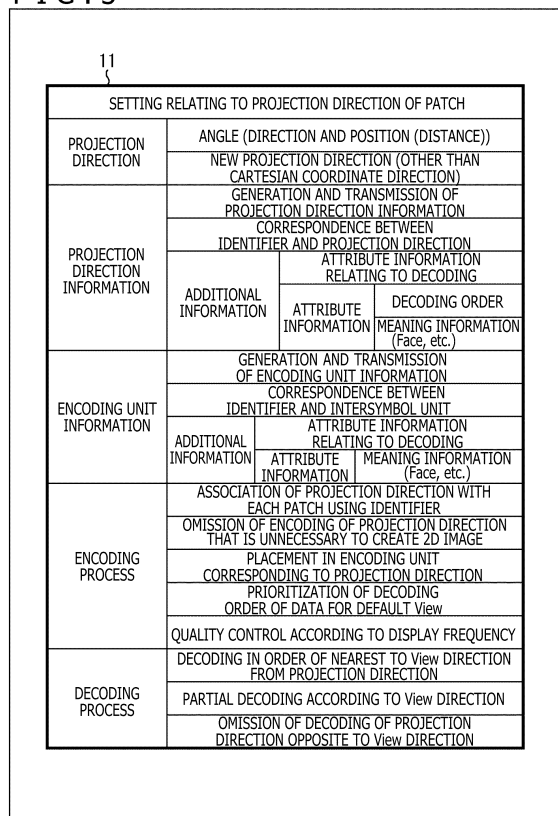 FIG. 3
11
SETTING RELATING TO PROJECTION DIRECTION OF PATCH
PROJECTION
DIRECTION
ANGLE (DIRECTION AND POSITION (DISTANCE))
NEW PROJECTION DIRECTION (OTHER THAN
CARTESIAN COORDINATE DIRECTION)
PROJECTION
DIRECTION
INFORMATION
GENERATION AND TRANSMISSION OF
PROJECTION DIRECTION INFORMATION
CORRESPONDENCE BETWEEN
IDENTIFIER AND PROJECTION DIRECTION
ADDITIONAL
INFORMATION
ATTRIBUTE INFORMATION
RELATING TO DECODING
ATTRIBUTE
INFORMATION
DECODING ORDER
MEANING INFORMATION
(Face, etc.)
ENCODING UNIT
INFORMATION
GENERATION AND TRANSMISSION
OF ENCODING UNIT INFORMATION
CORRESPONDENCE BETWEEN
IDENTIFIER AND INTERSYMBOL UNIT
ADDITIONAL
INFORMATION
ATTRIBUTE INFORMATION
RELATING TO DECODING
ATTRIBUTE
INFORMATION
MEANING INFORMATION
(Face, etc.)
ENCODING
PROCESS
ASSOCIATION OF PROJECTION DIRECTION WITH
EACH PATCH USING IDENTIFIER
OMISSION OF ENCODING OF PROJECTION DIRECTION
THAT IS UNNECESSARY TO CREATE 2D IMAGE
PLACEMENT IN ENCODING UNIT
CORRESPONDING TO PROJECTION DIRECTION
PRIORITIZATION OF DECODING
ORDER OF DATA FOR DEFAULT View
QUALITY CONTROL ACCORDING TO DISPLAY FREQUENCY
DECODING
PROCESS
DECODING IN ORDER OF NEAREST TO View DIRECTION
FROM PROJECTION DIRECTION
PARTIAL DECODING ACCORDING TO View DIRECTION
OMISSION OF DECODING OF PROJECTION
DIRECTION OPPOSITE TO View DIRECTION